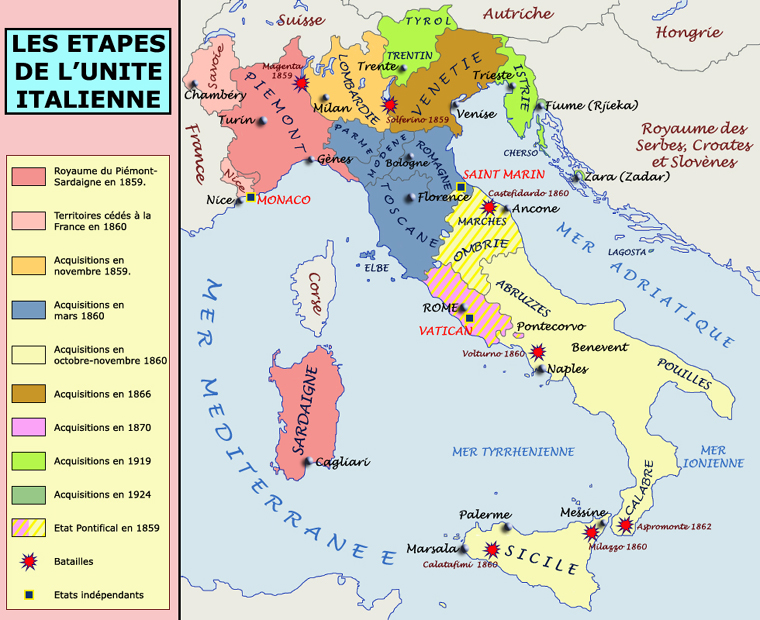 LES ETAPES
DE L'UNITE
ITALIENNE
Royaume du Piémont-
Sardaigne en 1859.
Territoires cédés à la
France en 1860
Acquisitions en
novembre 1859.
Acquisitions en
mars 1860
Acquisitions en
octobre-novembre 1860
Acquisitions en 1866
Acquisitions en 1870
Acquisitions en 1919
Acquisitions en 1924
Etat Pontifical en 1859
Batailles
Etats indépendants
Suisse
Autriche
Hongrie
TYROL
TRENTIN
Trente
Savoie
Chambéry
Magenta
1859
PIEMONT
LOMBARDIE
Milan
Turin
VENETIE
Solferino 1859
Venise
Trieste
ISTRIE
Fiume (Rjieka)
Royaume des
Serbes, Croates
et Slovènes
CHERSO
Zara (Zadar)
France
Nice
Nice
MONACO
Gènes
PARME
MODENE
Bologne
ROMAGNE
SAINT MARIN
Castefidardo 1860
Florence
TOSCANE
MARCHES
Ancone
OMBRIE
LAGOSTA
MER ADRIATIQUE
ELBE
Corse
ROME
VATICAN
ABRUZZES
Pontecorvo
Benevent
Volturno 1860
Naples
POUILLES
SARDAIGNE
Cagliari
MER MEDITERRANEE
MER TYRRHENIENNE
MER
IONIENNE
CALABRE
Palerme
Messine
Aspromonte 1862
Milazzo 1860
Marsala
Calatafimi 1860
SICILE